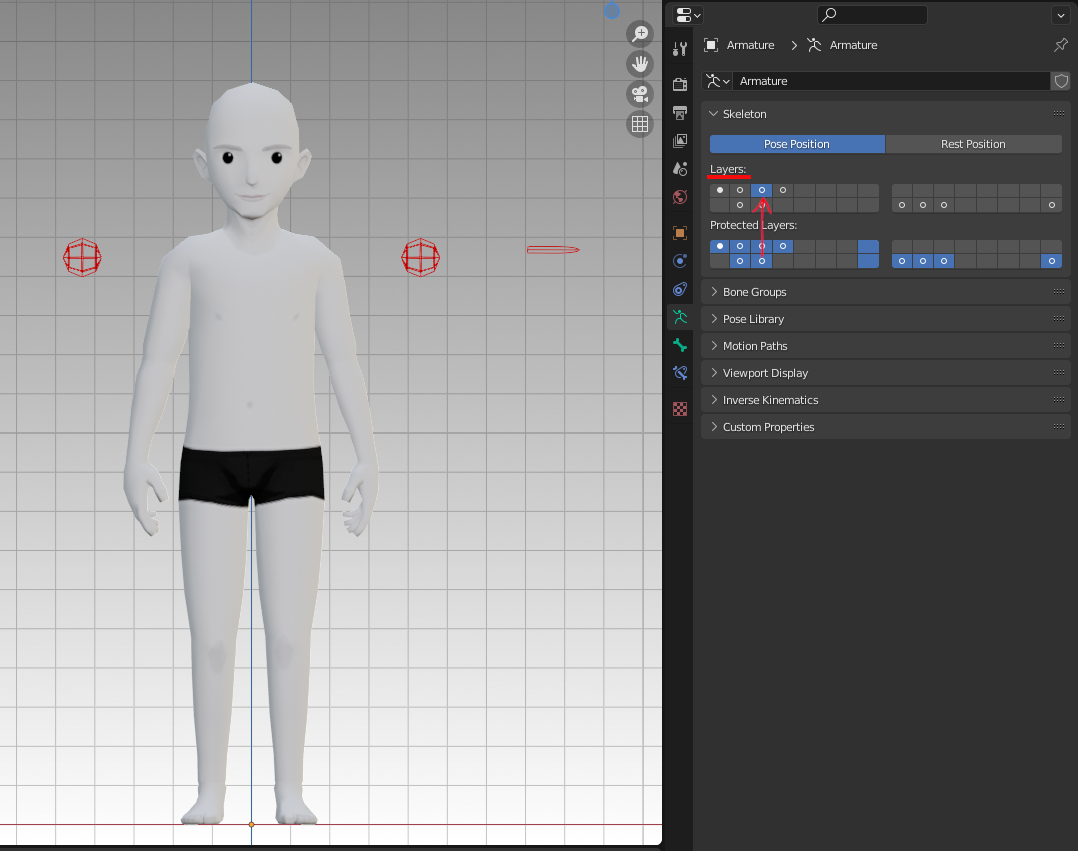 Armature
Armature
Armature
Skeleton
Pose Position
Rest Position
Layers:
Protected Layers:
Bone Groups
Pose Library
Motion Paths
Viewport Display
Inverse Kinematics
Custom Properties